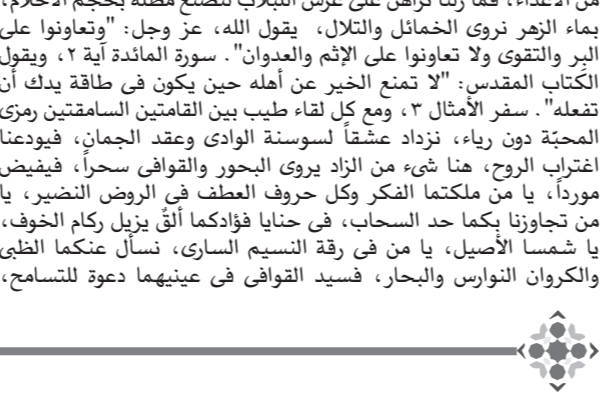 من الأعداء، فما زلنا نراهن على غرس النبلاب لنصنع مظلة بحجم الأحلام،
بماء الزهر نروى الخمائل والتلال، يقول الله، عز وجل: "وتعاونوا على
البر والتقوى ولا تعاونوا على الإثم والعدوان". سورة المائدة آية ٢، ويقول
الكتاب المقدس: "لا تمنع الخير عن أهله حين يكون فى طاقة يدك أن
تفعله". سفر الأمثال ٣، ومع كل لقاء طيب بين القامتين السامقتين رمزى
المحبّة دون رياء، نزداد عشقاً لسوسنة الوادى وعقد الجمان، فيودعنا
اغتراب الروح، هنا شىء من الزاد يروى البحور والقوافى سحراً، فيفيض
مورداً، يا من ملكتما الفكر وكل حروف العطف فى الروض النضير، يا
من تجاوزنا بكما حد السحاب، فى حنايا فؤادكما ألقٌ يزيل ركام الخوف،
يا شمسا الأصيل، يا من فى رقة النسيم السارى، نسأل عنكما الظبى
والكروان النوارس والبحار، فسيد القوافى فى عينيهما دعوة للتسامح،